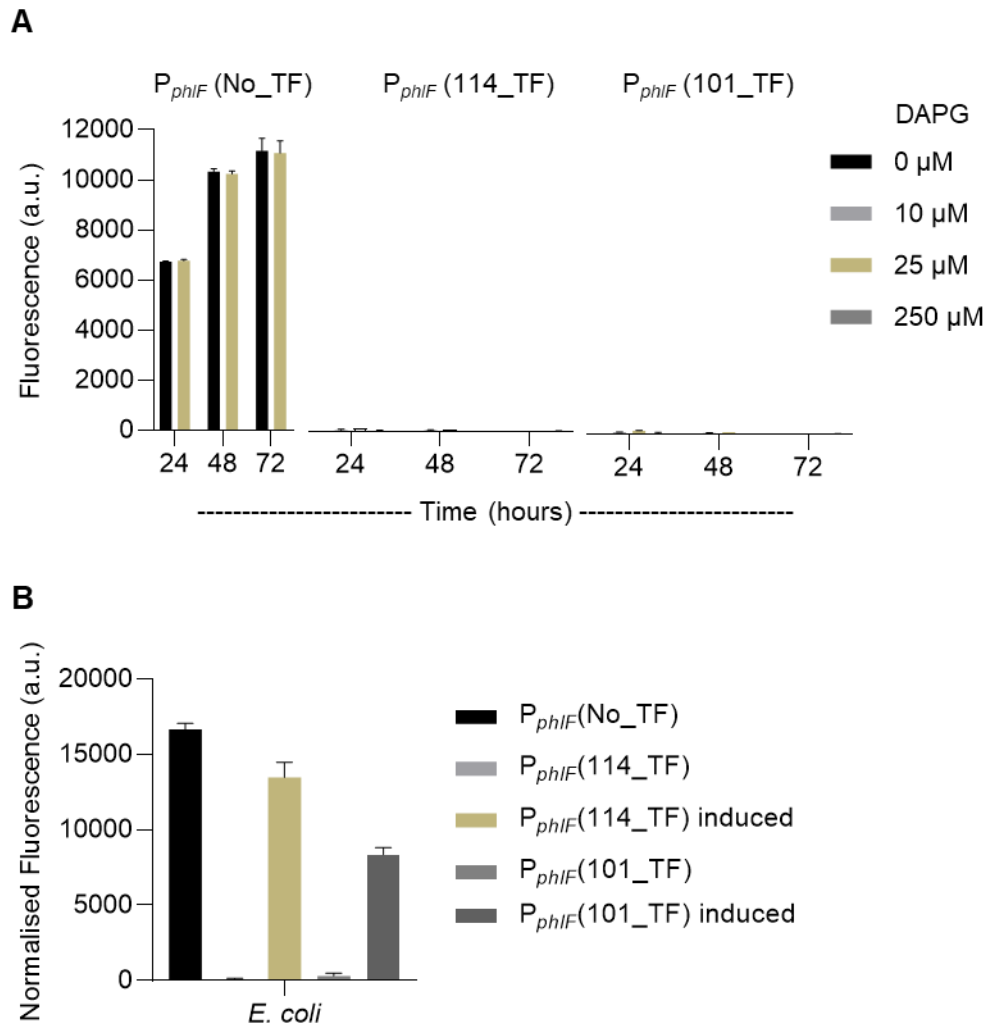 A
PphlF (No_TF) PphlF (114_TF) PphlF (101_TF)
DAPG
0 µM
10 µM
25 µM
250 µM
Fluorescence (a.u.)
12000
10000
8000
6000
4000
2000
0
24 48 72 24 48 72 24 48 72
----------------------- Time (hours) -----------------------
B
Normalised Fluorescence (a.u.)
20000
15000
10000
5000
0
E. coli
PphlF(No_TF)
PphlF(114_TF)
PphlF(114_TF) induced
PphlF(101_TF)
PphlF(101_TF) induced